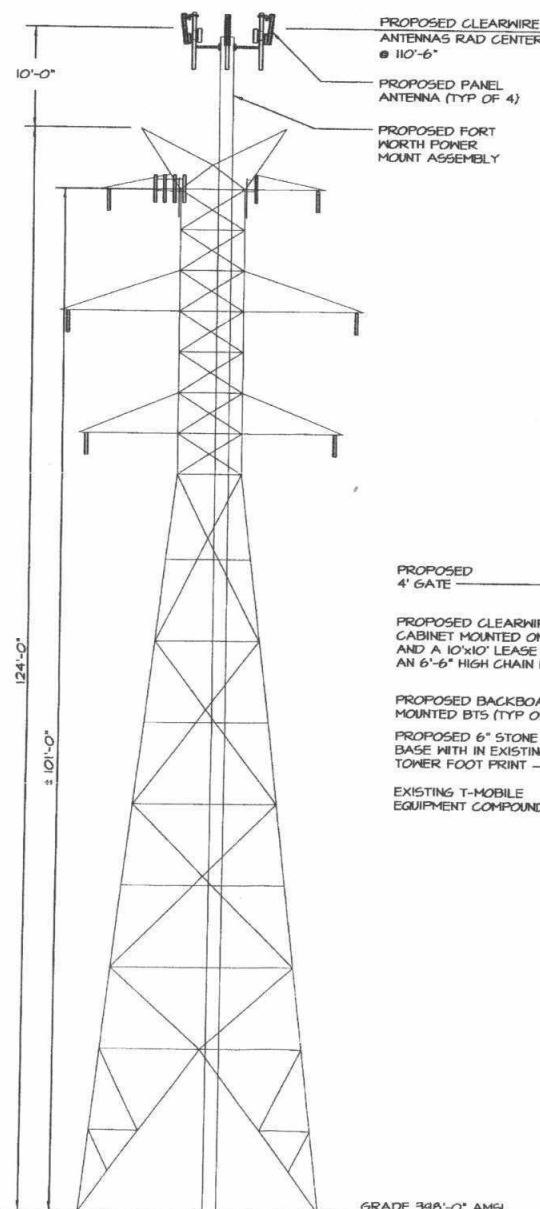 PROPOSED CLEARWIRE
ANTENNAS RAD CENTER
@ 110'-6"
10'-0"
PROPOSED PANEL
ANTENNA (TYP OF 4)
PROPOSED FORT
WORTH POWER
MOUNT ASSEMBLY
PROPOSED
4' GATE
PROPOSED CLEARWIR
CABINET MOUNTED ON
AND A 10'x10' LEASE
AN 6'-6" HIGH CHAIN
124'-0"
± 101'-0"
PROPOSED BACKBOA
MOUNTED BTS (TYP O
PROPOSED 6" STONE
BASE WITH IN EXISTIN
TOWER FOOT PRINT
EXISTING T-MOBILE
EQUIPMENT COMPOUND
GRADE 398'-0" AMSL